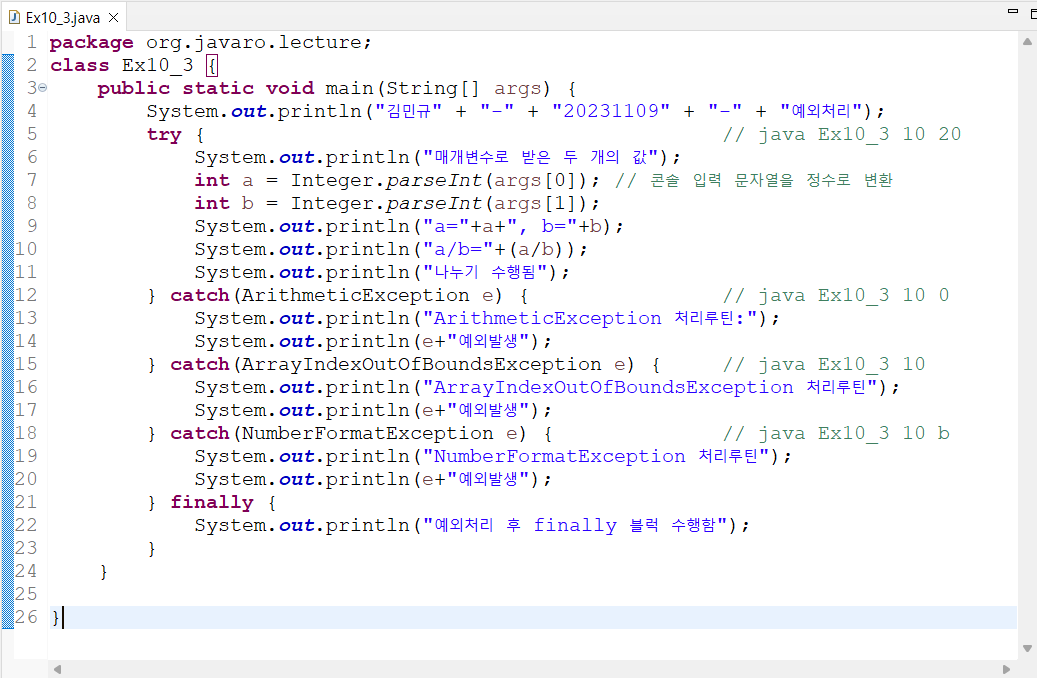 Ex10_3.java
1 package org.javaro.lecture;
2 class Ex10_3 {
3 public static void main(String[] args) {
4 System.out.println("김민규" + "-" + "20231109" + "-" + "예외처리");
5 try { // java Ex10_3 10 20
6 System.out.println("매개변수로 받은 두 개의 값");
7 int a = Integer.parseInt(args[0]); // 콘솔 입력 문자열을 정수로 변환
8 int b = Integer.parseInt(args[1]);
9 System.out.println("a="+a+", b="+b);
10 System.out.println("a/b="+(a/b));
11 System.out.println("나누기 수행됨");
12 } catch(ArithmeticException e) { // java Ex10_3 10 0
13 System.out.println("ArithmeticException 처리루틴:");
14 System.out.println(e+"예외발생");
15 } catch(ArrayIndexOutOfBoundsException e) { // java Ex10_3 10
16 System.out.println("ArrayIndexOutOfBoundsException 처리루틴");
17 System.out.println(e+"예외발생");
18 } catch(NumberFormatException e) { // java Ex10_3 10 b
19 System.out.println("NumberFormatException 처리루틴");
20 System.out.println(e+"예외발생");
21 } finally {
22 System.out.println("예외처리 후 finally 블럭 수행함");
23 }
24 }
25
26 }